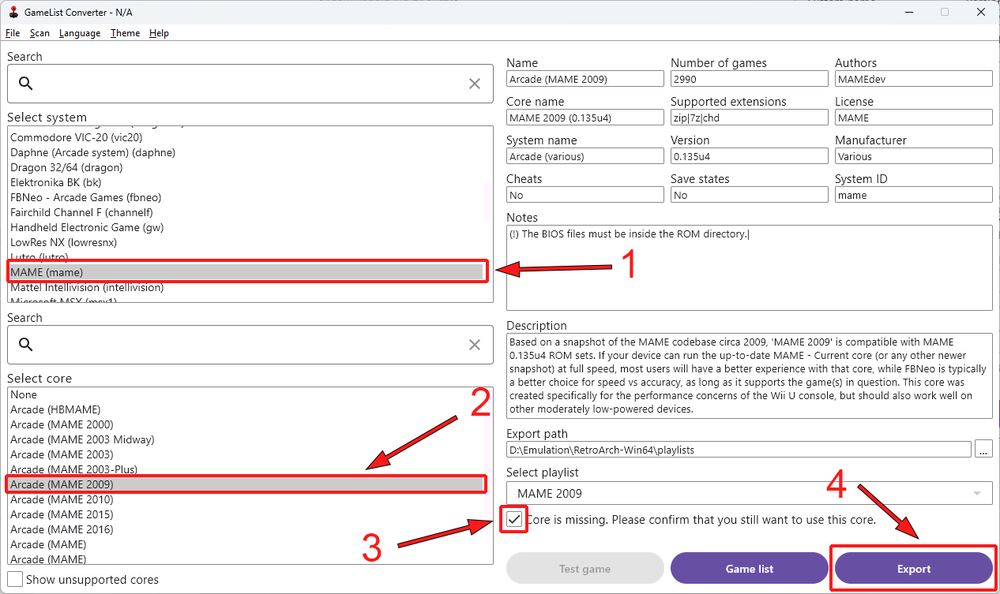 GameList Converter - N/A
File Scan Language Theme Help
Search
Select system
Commodore VIC-20 (vic20)
Daphne (Arcade system) (daphne)
Dragon 32/64 (dragon)
Elektronika BK (bk)
FBNeo - Arcade Games (fbneo)
Fairchild Channel F (channelf)
Handheld Electronic Game (gw)
LowRes NX (lowresnx)
Lutro (lutro)
MAME (mame)
Mattel Intellivision (intellivision)
Microsoft MSX (msx1)
1
Search
Select core
None
Arcade (HBMAME)
Arcade (MAME 2000)
Arcade (MAME 2003 Midway)
Arcade (MAME 2003)
Arcade (MAME 2003-Plus)
Arcade (MAME 2009)
Arcade (MAME 2010)
Arcade (MAME 2015)
Arcade (MAME 2016)
Arcade (MAME)
Arcade (MAME)
2
Show unsupported cores
Name Number of games Authors
Arcade (MAME 2009) 2990 MAMEdev
Core name Supported extensions License
MAME 2009 (0.135u4) zip|7z|chd MAME
System name Version Manufacturer
Arcade (various) 0.135u4 Various
Cheats Save states System ID
No No mame
Notes
(!) The BIOS files must be inside the ROM directory.
Description
Based on a snapshot of the MAME codebase circa 2009, 'MAME 2009' is compatible with MAME
0.135u4 ROM sets. If your device can run the up-to-date MAME - Current core (or any other newer
snapshot) at full speed, most users will have a better experience with that core, while FBNeo is typically
a better choice for speed vs accuracy, as long as it supports the game(s) in question. This core was
created specifically for the performance concerns of the Wii U console, but should also work well on
other moderately low-powered devices.
Export path
D:\Emulation\RetroArch-Win64\playlists ...
Select playlist
MAME 2009
4
3
Core is missing. Please confirm that you still want to use this core.
Test game Game list Export